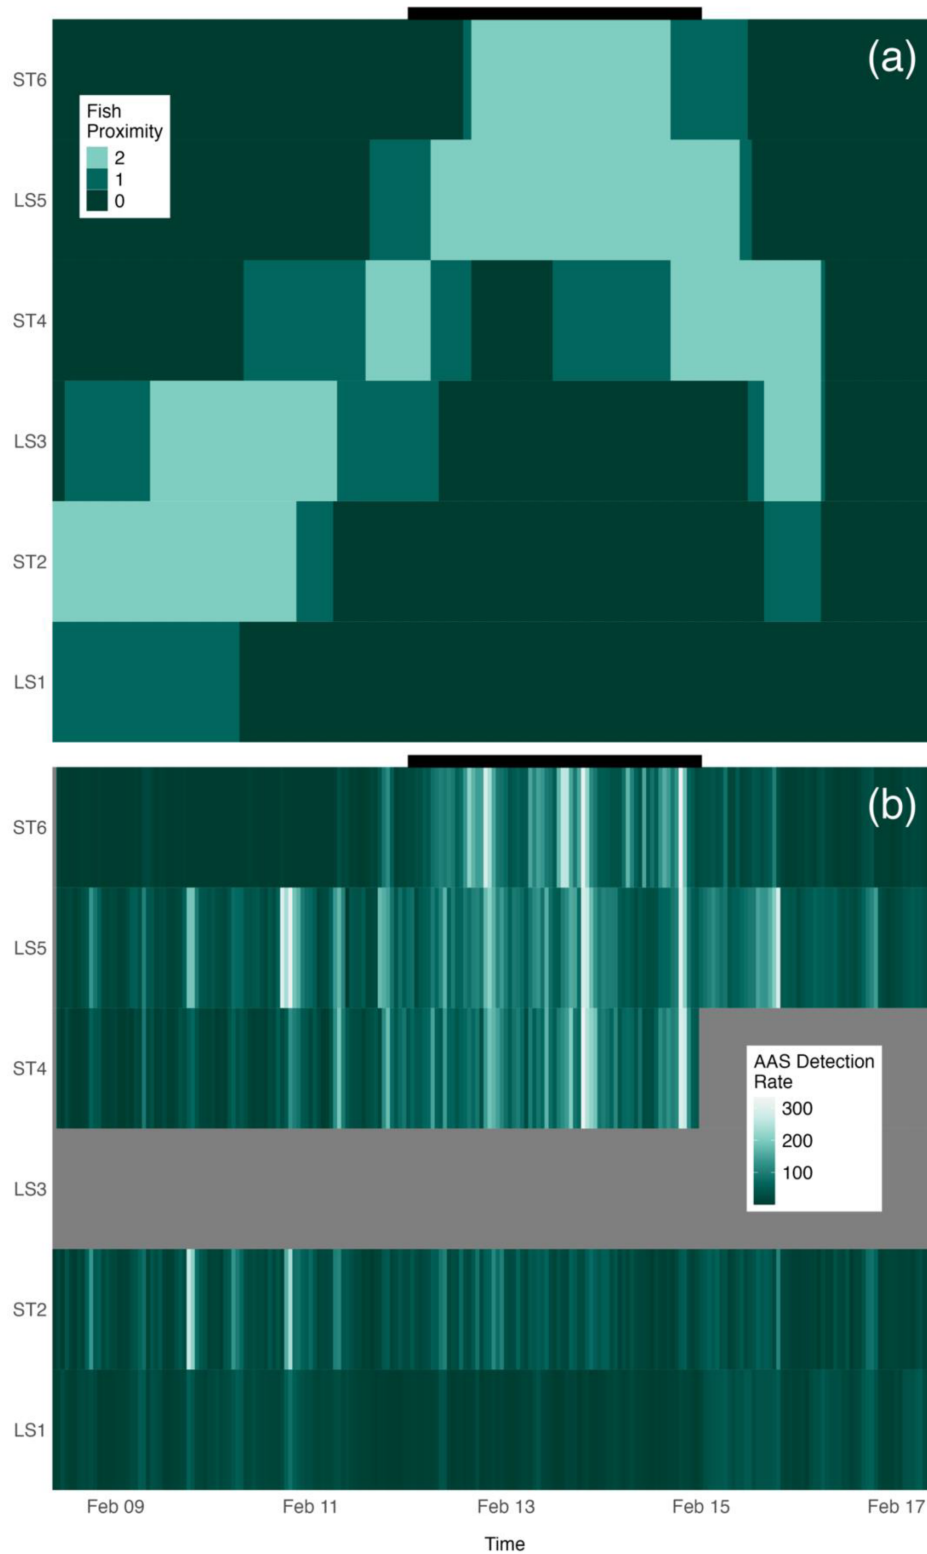 (a)
ST6
Fish
Proximity
2
1
0
LS5
ST4
LS3
ST2
LS1
(b)
ST6
LS5
ST4
AAS Detection
Rate
300
200
100
LS3
ST2
LS1
Feb 09 Feb 11 Feb 13 Feb 15 Feb 17
Time